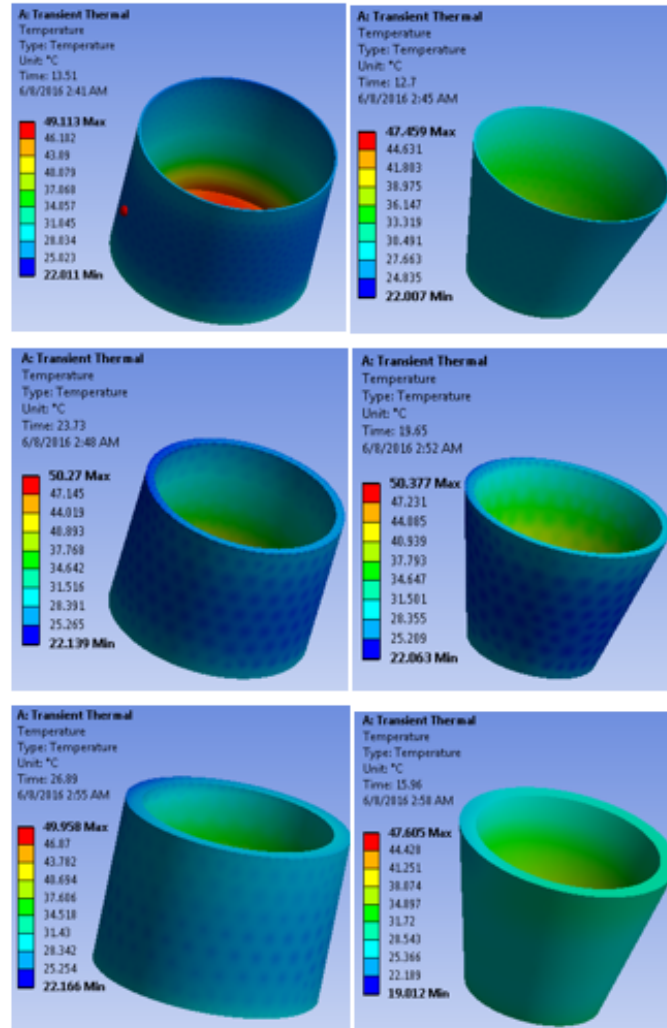 A: Transient Thermal
Temperature
Type: Temperature
Unit: °C
Time: 13.51
6/8/2016 2:41 AM
49.113 Max
46.102
43.09
40.079
37.068
34.057
31.045
28.034
25.023
22.011 Min
A: Transient Thermal
Temperature
Type: Temperature
Unit: °C
Time: 12.7
6/8/2016 2:45 AM
47.459 Max
44.631
41.803
38.975
36.147
33.319
30.491
27.663
24.835
22.007 Min
A: Transient Thermal
Temperature
Type: Temperature
Unit: °C
Time: 23.73
6/8/2016 2:48 AM
50.27 Max
47.145
44.019
40.893
37.768
34.642
31.516
28.391
25.265
22.139 Min
A: Transient Thermal
Temperature
Type: Temperature
Unit: °C
Time: 19.65
6/8/2016 2:52 AM
50.377 Max
47.231
44.085
40.939
37.793
34.647
31.501
28.355
25.209
22.063 Min
A: Transient Thermal
Temperature
Type: Temperature
Unit: °C
Time: 26.89
6/8/2016 2:55 AM
49.958 Max
46.87
43.782
40.694
37.606
34.518
31.43
28.342
25.254
22.166 Min
A: Transient Thermal
Temperature
Type: Temperature
Unit: °C
Time: 15.96
6/8/2016 2:58 AM
47.605 Max
44.428
41.251
38.074
34.897
31.72
28.543
25.366
22.189
19.012 Min